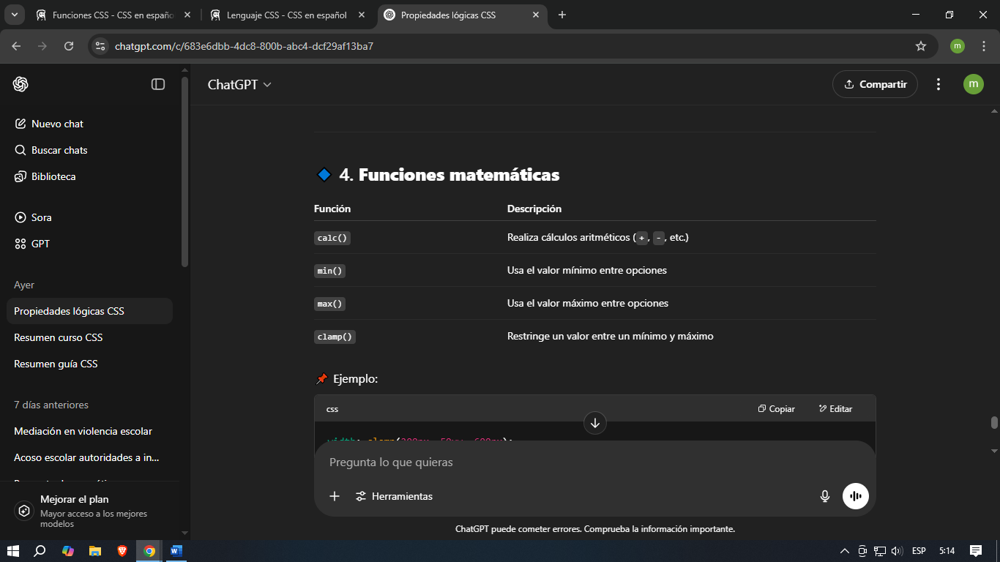 Funciones CSS - CSS en españo
Lenguaje CSS - CSS en español
Propiedades lógicas CSS
chatgpt.com/c/683e6dbb-4dc8-800b-abc4-dcf29af13ba7
m
ChatGPT
Compartir
m
Nuevo chat
Buscar chats
Biblioteca
Sora
GPT
Ayer
Propiedades lógicas CSS
Resumen curso CSS
Resumen guía CSS
7 días anteriores
Mediación en violencia escolar
Acoso escolar autoridades a in...
Mejorar el plan
Mayor acceso a los mejores
modelos
4. Funciones matemáticas
Función Descripción
calc() Realiza cálculos aritméticos (+, -, etc.)
min() Usa el valor mínimo entre opciones
max() Usa el valor máximo entre opciones
clamp() Restringe un valor entre un mínimo y máximo
Ejemplo:
css Copiar Editar
Pregunta lo que quieras
Herramientas
ChatGPT puede cometer errores. Comprueba la información importante.
ESP 5:14